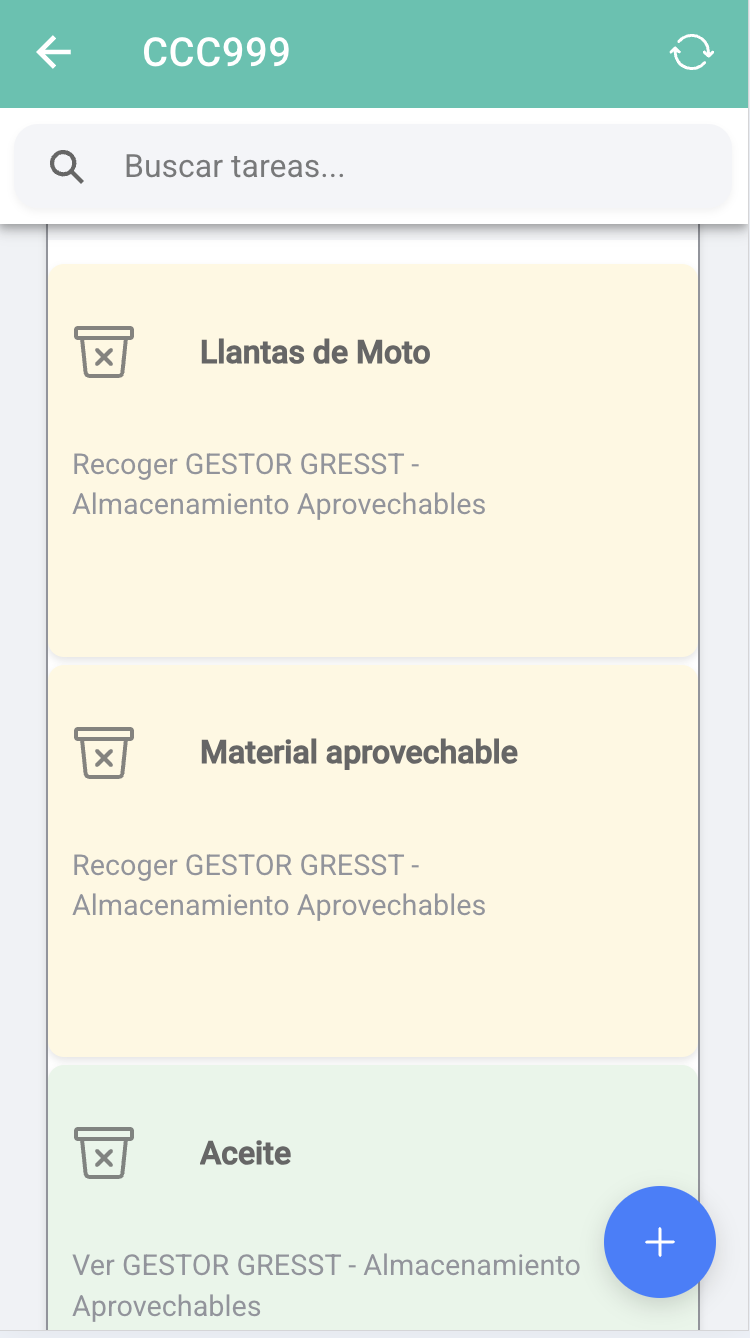 CCC999
Buscar tareas...
Llantas de Moto
Recoger GESTOR GRESST -
Almacenamiento Aprovechables
Material aprovechable
Recoger GESTOR GRESST -
Almacenamiento Aprovechables
Aceite
Ver GESTOR GRESST - Almacenamiento
Aprovechables